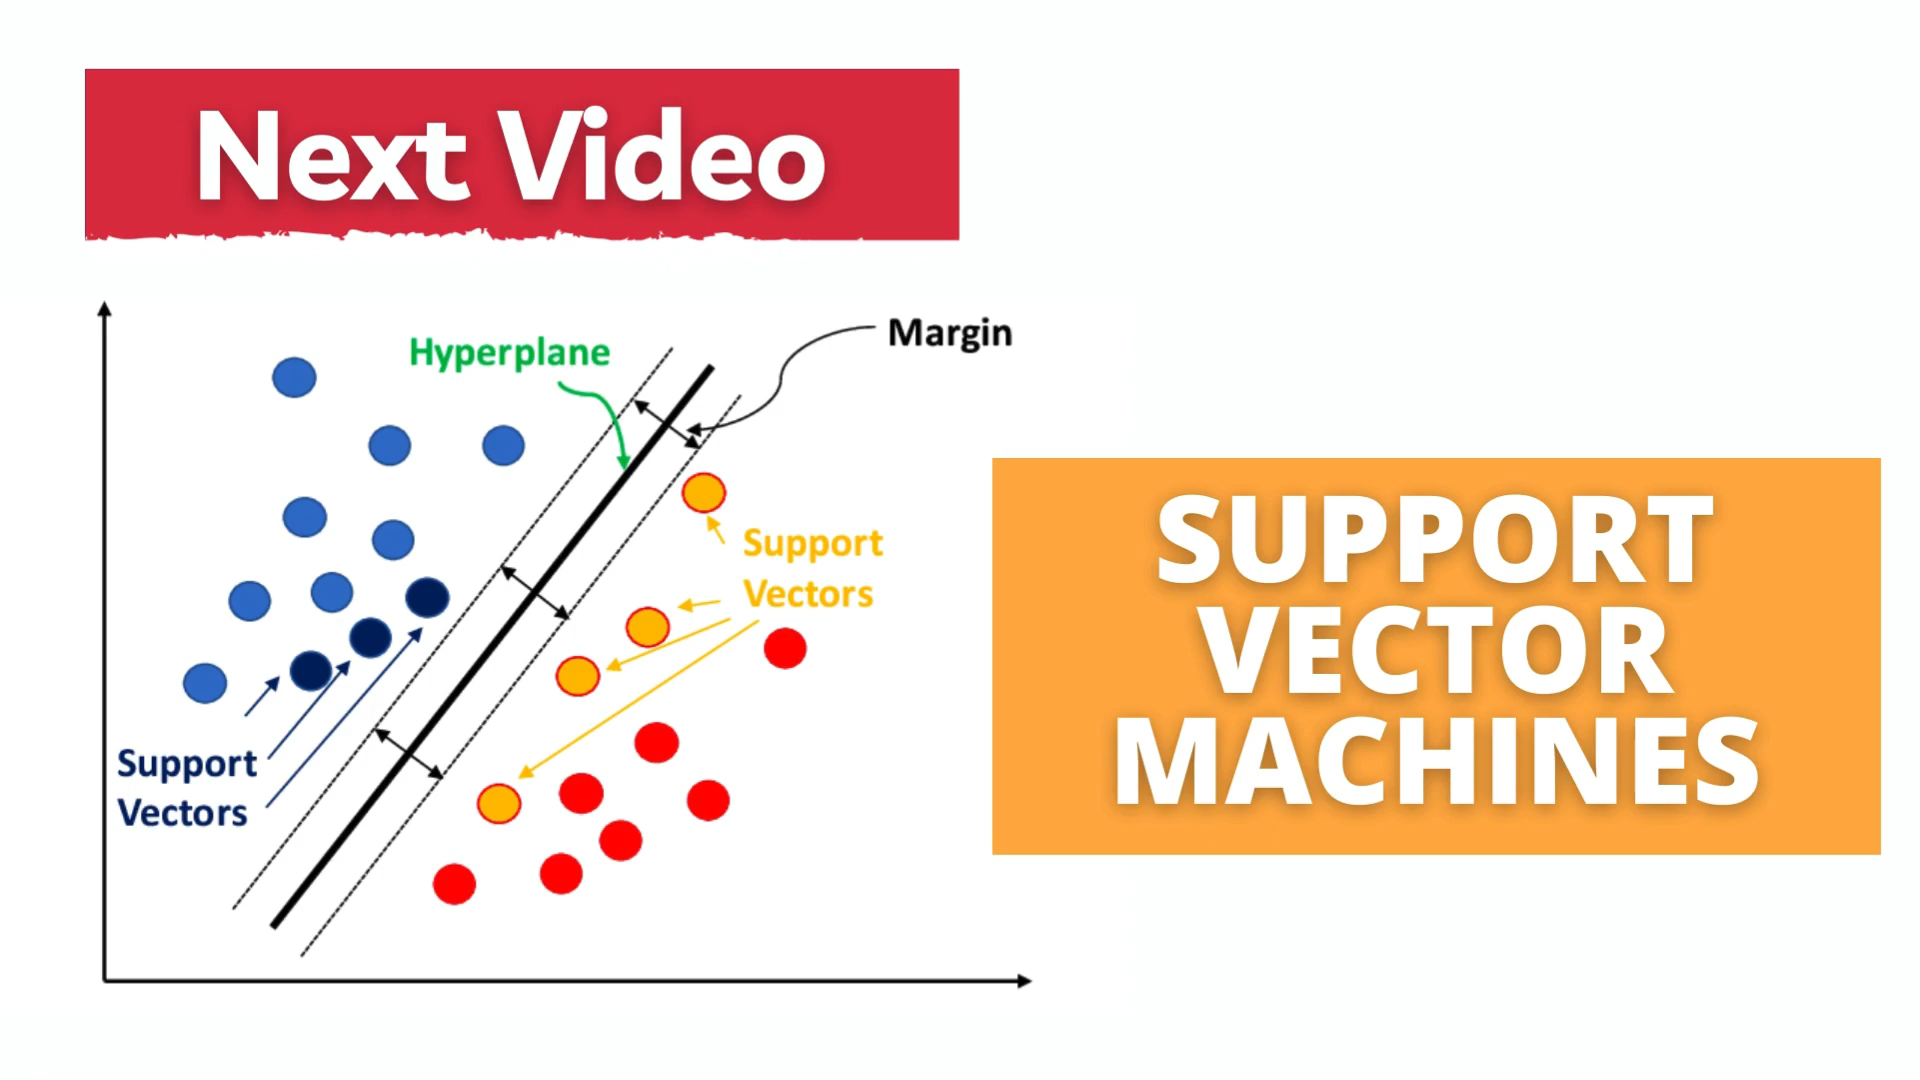 Next Video
Hyperplane
Margin
Support
Vectors
Support
Vectors
SUPPORT
VECTOR
MACHINES